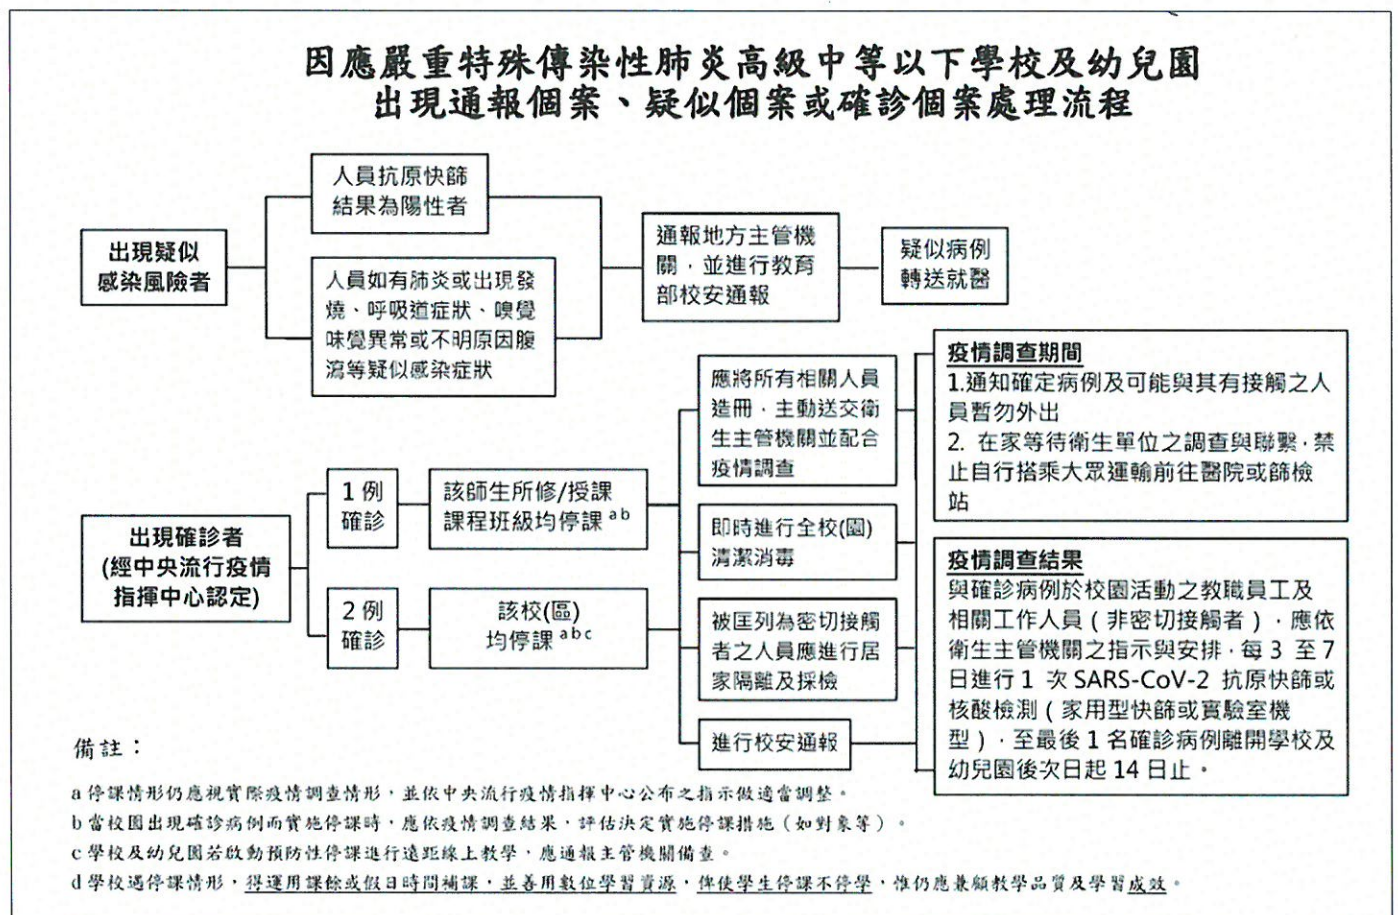 因應嚴重特殊傳染性肺炎高級中等以下學校及幼兒園
出現通報個案、疑似個案或確診個案處理流程
出現疑似
感染風險者
人員抗原快篩
結果為陽性者
人員如有肺炎或出現發
燒、呼吸道症狀、嗅覺
味覺異常或不明原因腹
瀉等疑似感染症狀
通報地方主管機
關，並進行教育
部校安通報
疑似病例
轉送就醫
出現確診者
(經中央流行疫情
指揮中心認定)
1 例
確診
該師生所修/授課
課程班級均停課 ab
2 例
確診
該校(區)
均停課 abc
應將所有相關人員
造冊，主動送交衛
生主管機關並配合
疫情調查
即時進行全校(園)
清潔消毒
被匡列為密切接觸
者之人員應進行居
家隔離及採檢
進行校安通報
疫情調查期間
1.通知確定病例及可能與其有接觸之人
員暫勿外出
2. 在家等待衛生單位之調查與聯繫，禁
止自行搭乘大眾運輸前往醫院或篩檢
站
疫情調查結果
與確診病例於校園活動之教職員工及
相關工作人員（非密切接觸者），應依
衛生主管機關之指示與安排，每 3 至 7
日進行 1 次 SARS-CoV-2 抗原快篩或
核酸檢測（家用型快篩或實驗室機
型），至最後 1 名確診病例離開學校及
幼兒園後次日起 14 日止。
備註：
a 停課情形仍應視實際疫情調查情形，並依中央流行疫情指揮中心公布之指示做適當調整。
b 當校園出現確診病例而實施停課時，應依疫情調查結果，評估決定實施停課措施（如對象等）。
c 學校及幼兒園若啟動預防性停課進行遠距線上教學，應通報主管機關備查。
d 學校遇停課情形，得運用課餘或假日時間補課，並善用數位學習資源，俾使學生停課不停學，惟仍應兼顧教學品質及學習成效。